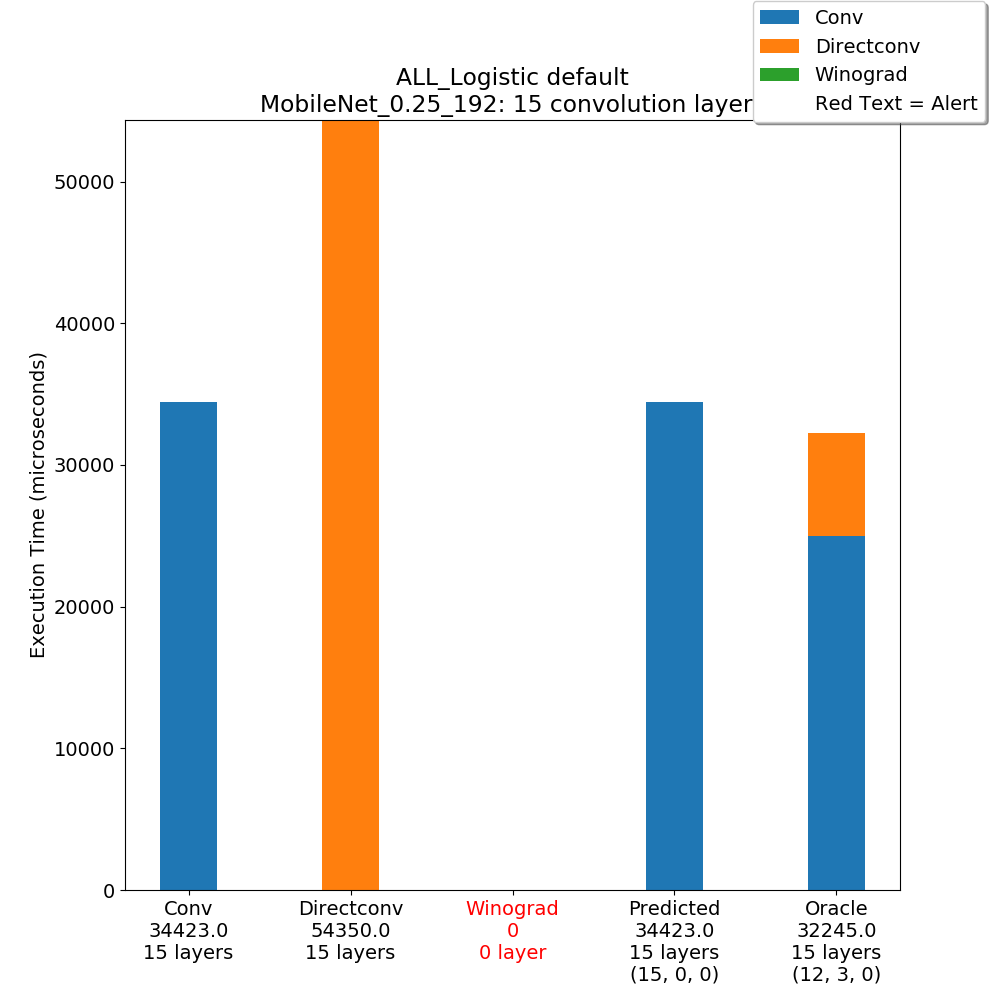 Conv
Directconv
Winograd
Red Text = Alert
ALL_Logistic default
MobileNet_0.25_192: 15 convolution layer
Execution Time (microseconds)
50000
40000
30000
20000
10000
0
Conv
34423.0
15 layers
Directconv
54350.0
15 layers
Winograd
0
0 layer
Predicted
34423.0
15 layers
(15, 0, 0)
Oracle
32245.0
15 layers
(12, 3, 0)